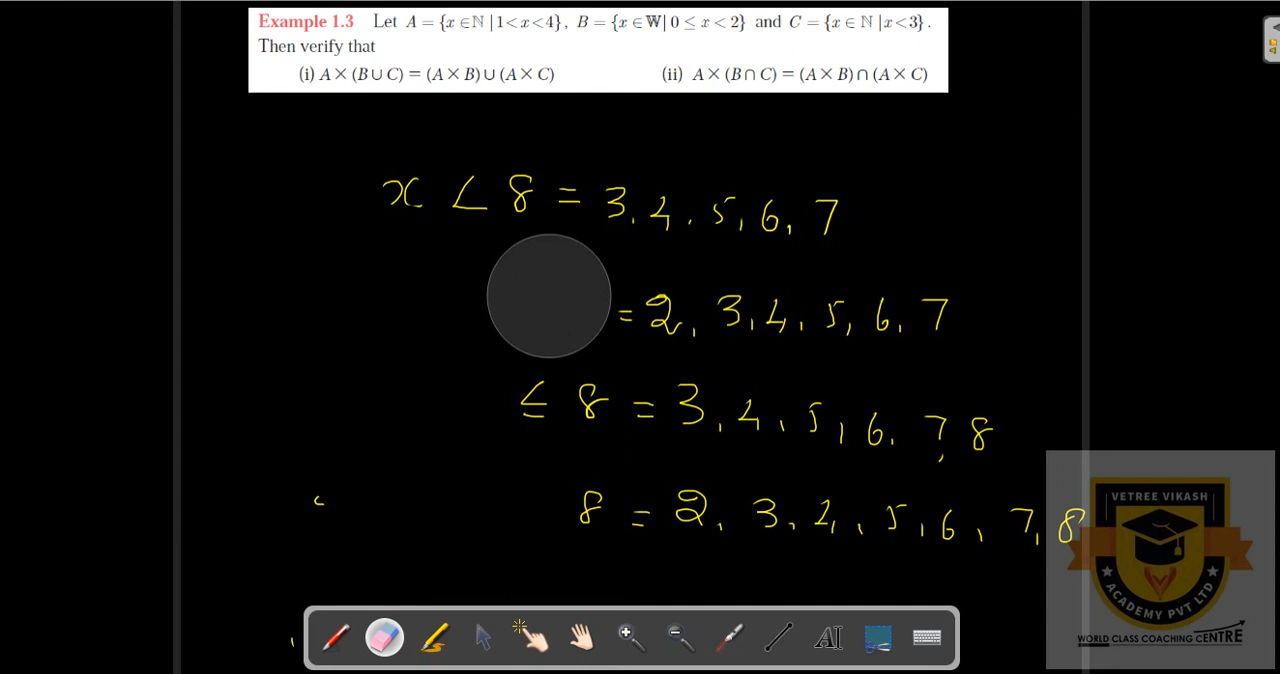 Example 1.3 Let A = {x ∈ ℕ | 1 < x < 4}, B = {x ∈ 𝕎 | 0 ≤ x < 2} and C = {x ∈ ℕ | x < 3}.
Then verify that
(i) A × (B ∪ C) = (A × B) ∪ (A × C) (ii) A × (B ∩ C) = (A × B) ∩ (A × C)
x < 8 = 3, 4, 5, 6, 7
= 2, 3, 4, 5, 6, 7
≤ 8 = 3, 4, 5, 6, 7, 8
8 = 2, 3, 4, 5, 6, 7, 8
VETREE VIKASH
ACADEMY PVT LTD
WORLD CLASS COACHING CENTRE
AI